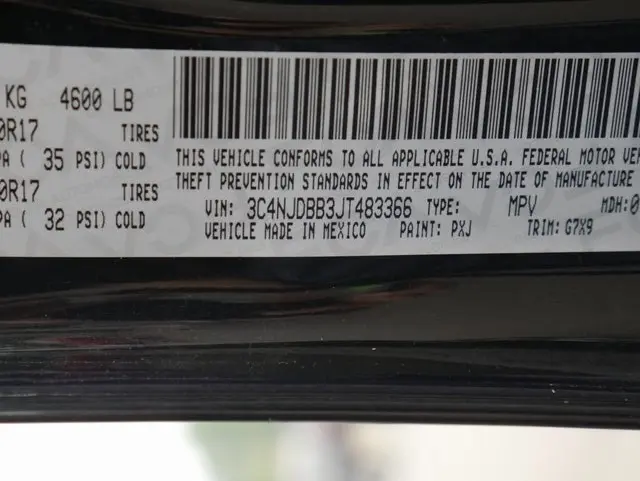 KG 4600 LB
0R17 TIRES
PA ( 35 PSI) COLD
0R17 TIRES
PA ( 32 PSI) COLD
THIS VEHICLE CONFORMS TO ALL APPLICABLE U.S.A. FEDERAL MOTOR VEH
THEFT PREVENTION STANDARDS IN EFFECT ON THE DATE OF MANUFACTURE
VIN: 3C4NJDBB3JT483366 TYPE: MPV MDH:0
VEHICLE MADE IN MEXICO PAINT: PXJ TRIM: G7X9